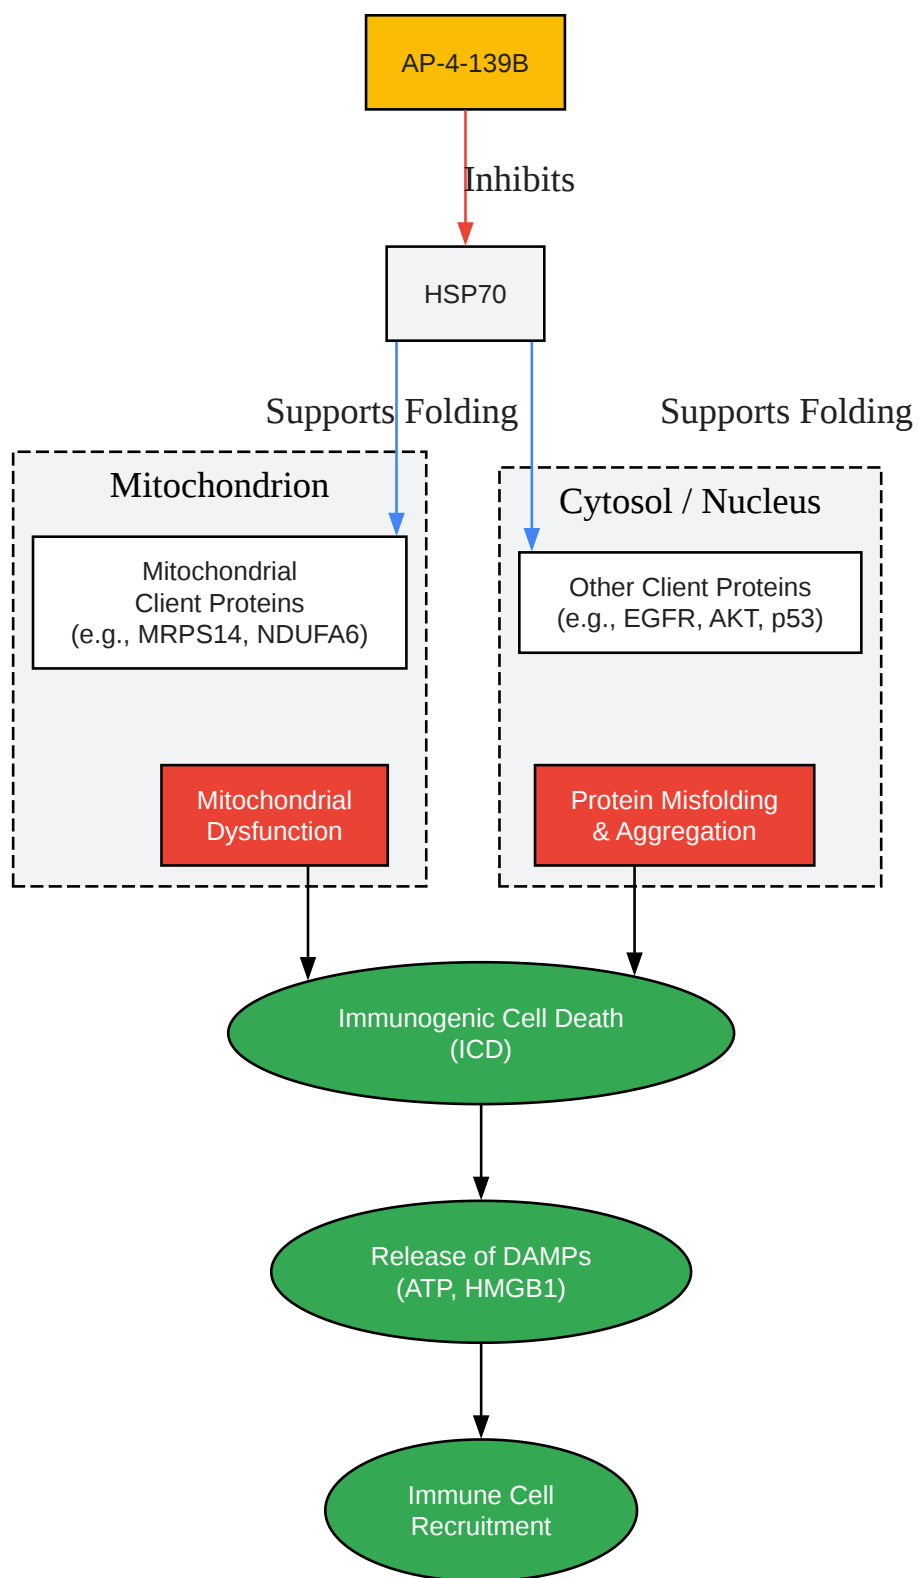 AP-4-139B
Inhibits
HSP70
Supports Folding
Supports Folding
Mitochondrion
Mitochondrial
Client Proteins
(e.g., MRPS14, NDUFA6)
Cytosol / Nucleus
Other Client Proteins
(e.g., EGFR, AKT, p53)
Mitochondrial
Dysfunction
Protein Misfolding
& Aggregation
Immunogenic Cell Death
(ICD)
Release of DAMPs
(ATP, HMGB1)
Immune Cell
Recruitment